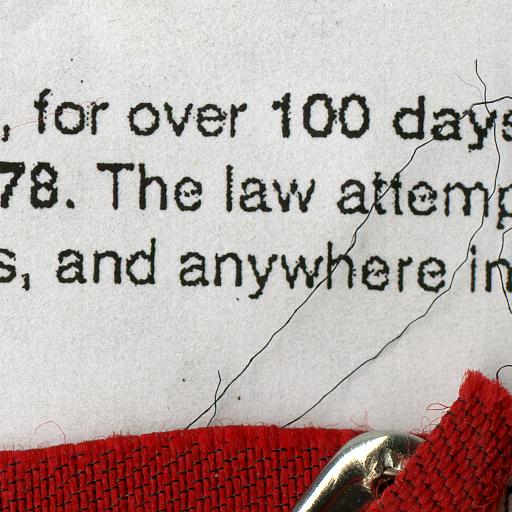 , for over 100 days
78. The law attemp
s, and anywhere in